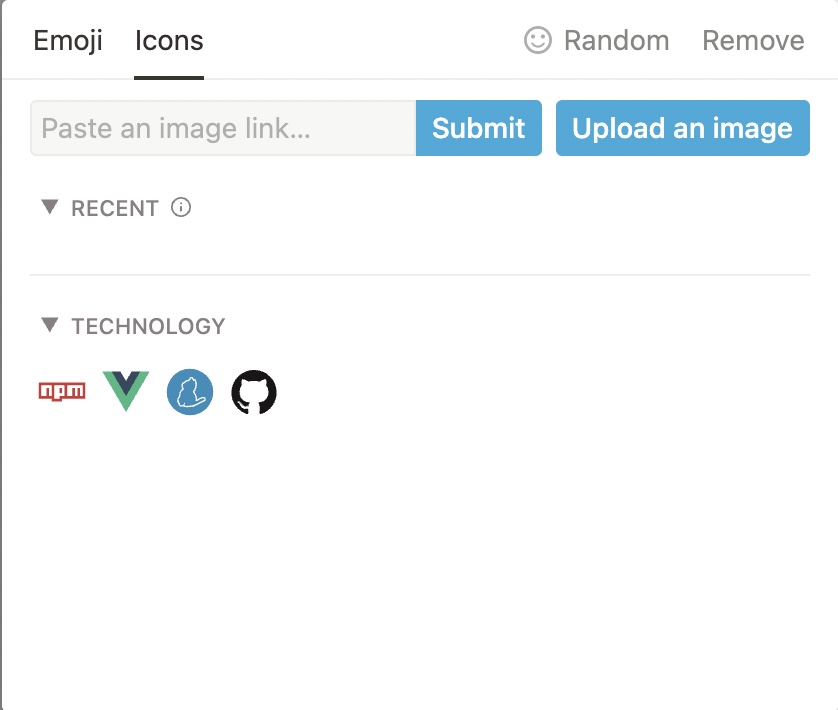 Emoji Icons Random Remove
Paste an image link... Submit Upload an image
RECENT
TECHNOLOGY
npm